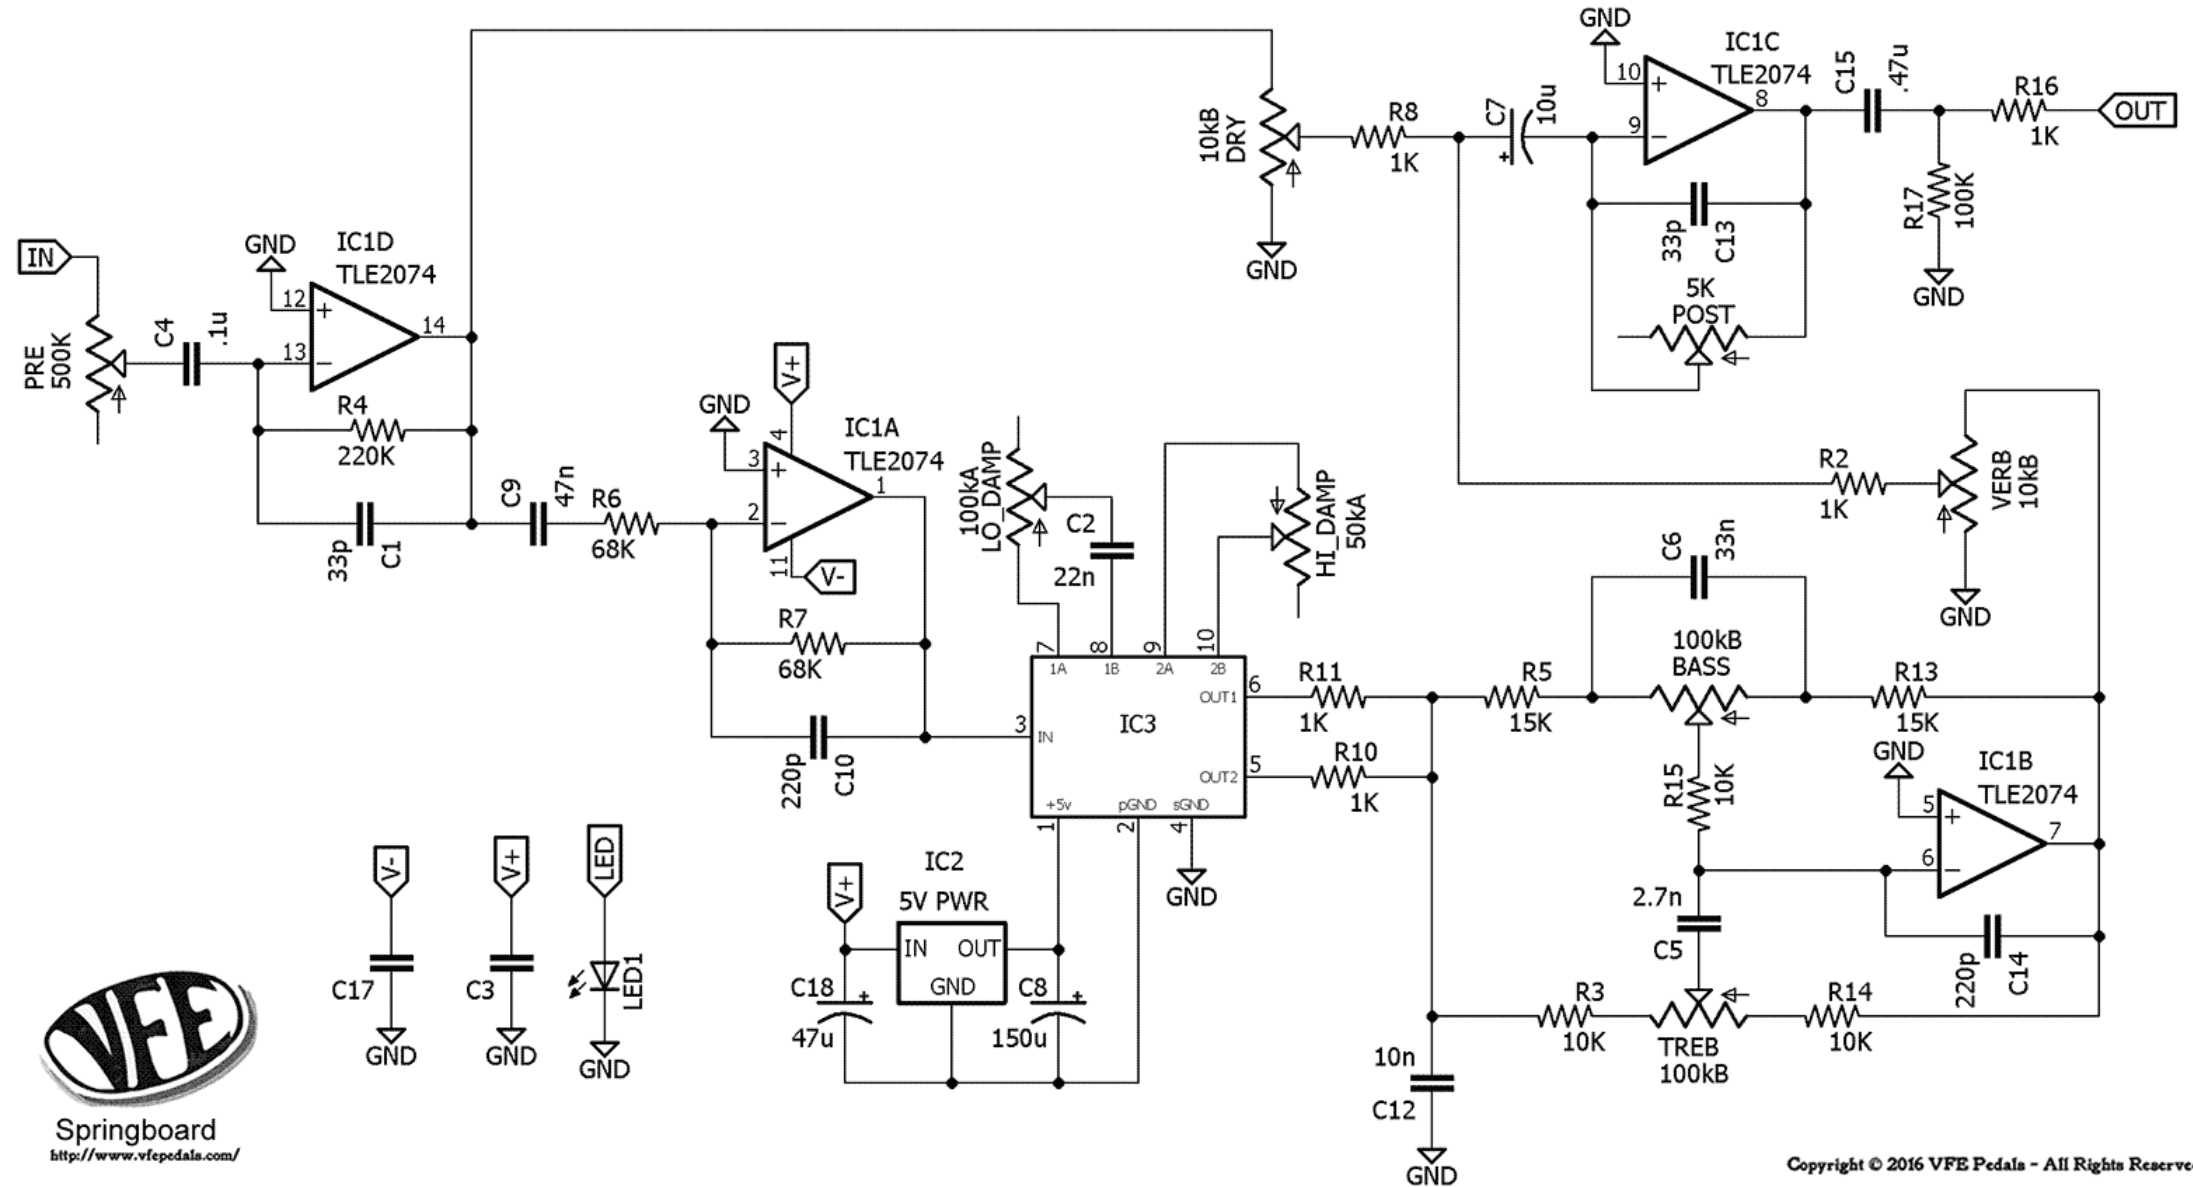 GND
IC1C
TLE2074
10
+
8
9
-
C15
.47u
R16
1K
OUT
R17
100K
GND
10kB
DRY
GND
R8
1K
C7
10u
+
33p
C13
5K
POST
IN
PRE
500K
C4
.1u
GND
IC1D
TLE2074
12
+
14
13
-
R4
220K
33p
C1
C9
47n
R6
68K
V+
GND
IC1A
TLE2074
4
3
+
1
2
-
11
V-
R7
68K
220p
C10
100kA
LO_DAMP
C2
22n
HI_DAMP
50kA
R2
1K
VERB
10kB
GND
7
8
9
10
1A
1B
2A
2B
OUT1
6
IC3
3
IN
OUT2
5
+5v
pGND
sGND
1
2
4
GND
R11
1K
R10
1K
R5
15K
C6
33n
100kB
BASS
R13
15K
R15
10K
GND
IC1B
TLE2074
5
+
7
6
-
2.7n
C5
220p
C14
R3
10K
TREB
100kB
R14
10K
10n
C12
GND
V-
C17
GND
V+
C3
GND
LED
LED1
GND
V+
IC2
5V PWR
IN
OUT
GND
C18
+
47u
C8
+
150u
VFE
Springboard
http://www.vfepedals.com/
Copyright © 2016 VFE Pedals - All Rights Reserve